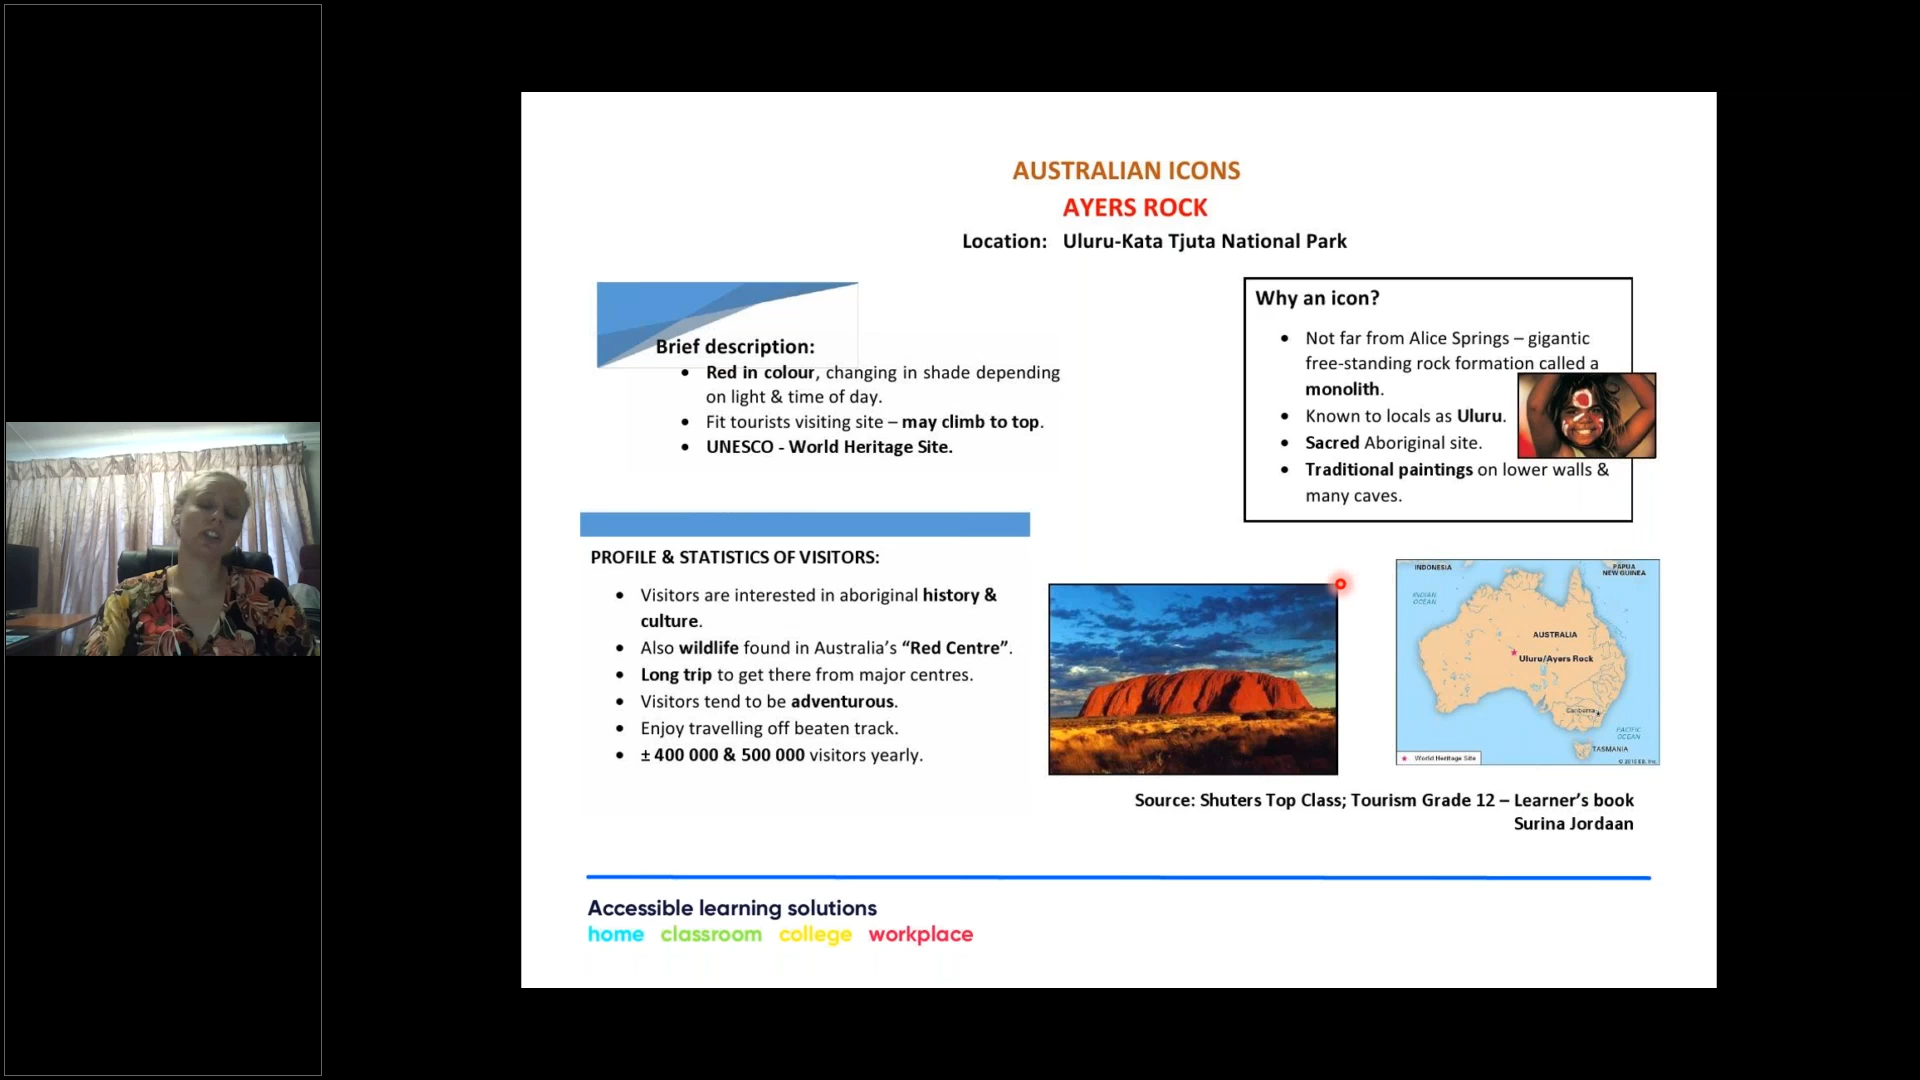 AUSTRALIAN ICONS
AYERS ROCK
Location: Uluru-Kata Tjuta National Park
Brief description:
• Red in colour, changing in shade depending
on light & time of day.
• Fit tourists visiting site – may climb to top.
• UNESCO - World Heritage Site.
Why an icon?
• Not far from Alice Springs – gigantic
free-standing rock formation called a
monolith.
• Known to locals as Uluru.
• Sacred Aboriginal site.
• Traditional paintings on lower walls &
many caves.
PROFILE & STATISTICS OF VISITORS:
• Visitors are interested in aboriginal history &
culture.
• Also wildlife found in Australia’s “Red Centre”.
• Long trip to get there from major centres.
• Visitors tend to be adventurous.
• Enjoy travelling off beaten track.
• ± 400 000 & 500 000 visitors yearly.
INDONESIA
PAPUA
NEW GUINEA
INDIAN
OCEAN
AUSTRALIA
Uluru/Ayers Rock
Canberra
PACIFIC
OCEAN
TASMANIA
World Heritage Site
Source: Shuters Top Class; Tourism Grade 12 – Learner’s book
Surina Jordaan
Accessible learning solutions
home classroom college workplace